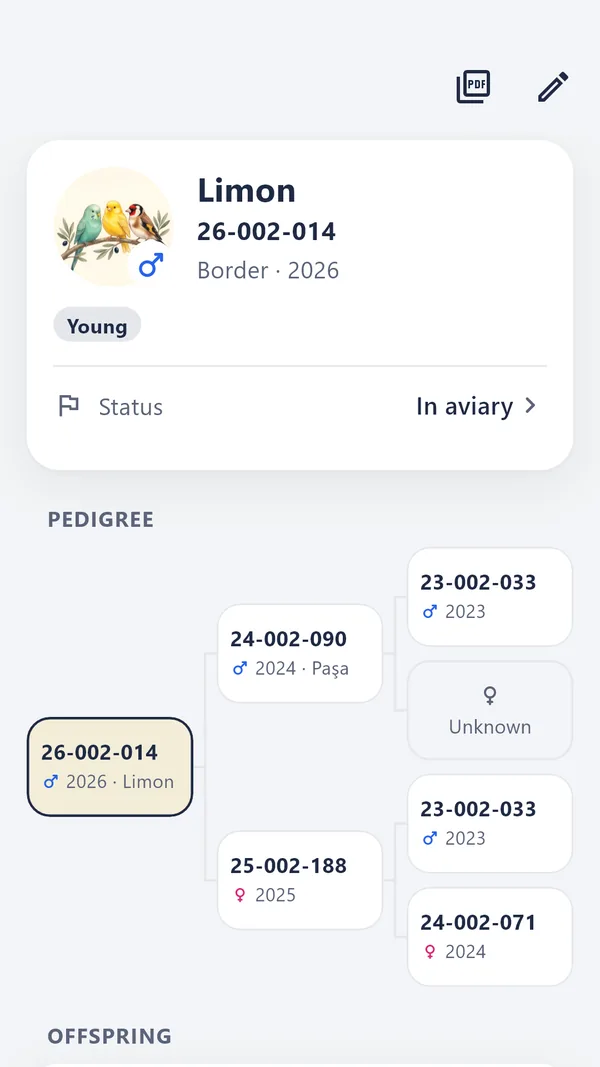 PDF
Limon
26-002-014
Border · 2026
Young
Status
In aviary
PEDIGREE
23-002-033
2023
24-002-090
2024 · Paşa
Unknown
26-002-014
2026 · Limon
23-002-033
2023
25-002-188
2025
24-002-071
2024
OFFSPRING